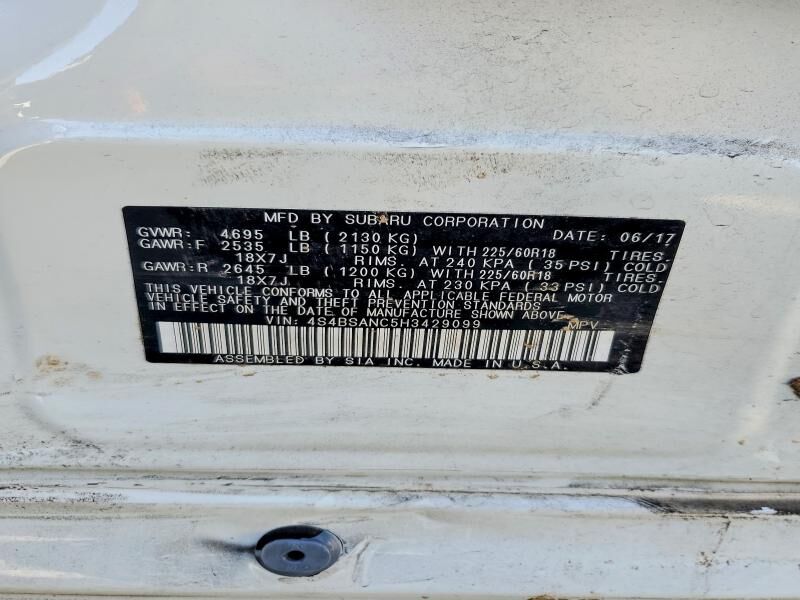 MFD BY SUBARU CORPORATION
GVWR: 4695 LB ( 2130 KG) DATE: 06/17
GAWR:F 2535 LB ( 1150 KG) WITH 225/60R18 TIRES.
18X7J RIMS. AT 240 KPA ( 35 PSI) COLD
GAWR:R 2645 LB ( 1200 KG) WITH 225/60R18 TIRES.
18X7J RIMS. AT 230 KPA ( 33 PSI) COLD
THIS VEHICLE CONFORMS TO ALL APPLICABLE FEDERAL MOTOR
VEHICLE SAFETY AND THEFT PREVENTION STANDARDS
IN EFFECT ON THE DATE OF MANUFACTURE SHOWN ABOVE.
VIN: 4S4BSANC5H3429099 MPV
ASSEMBLED BY SIA INC. MADE IN U.S.A.